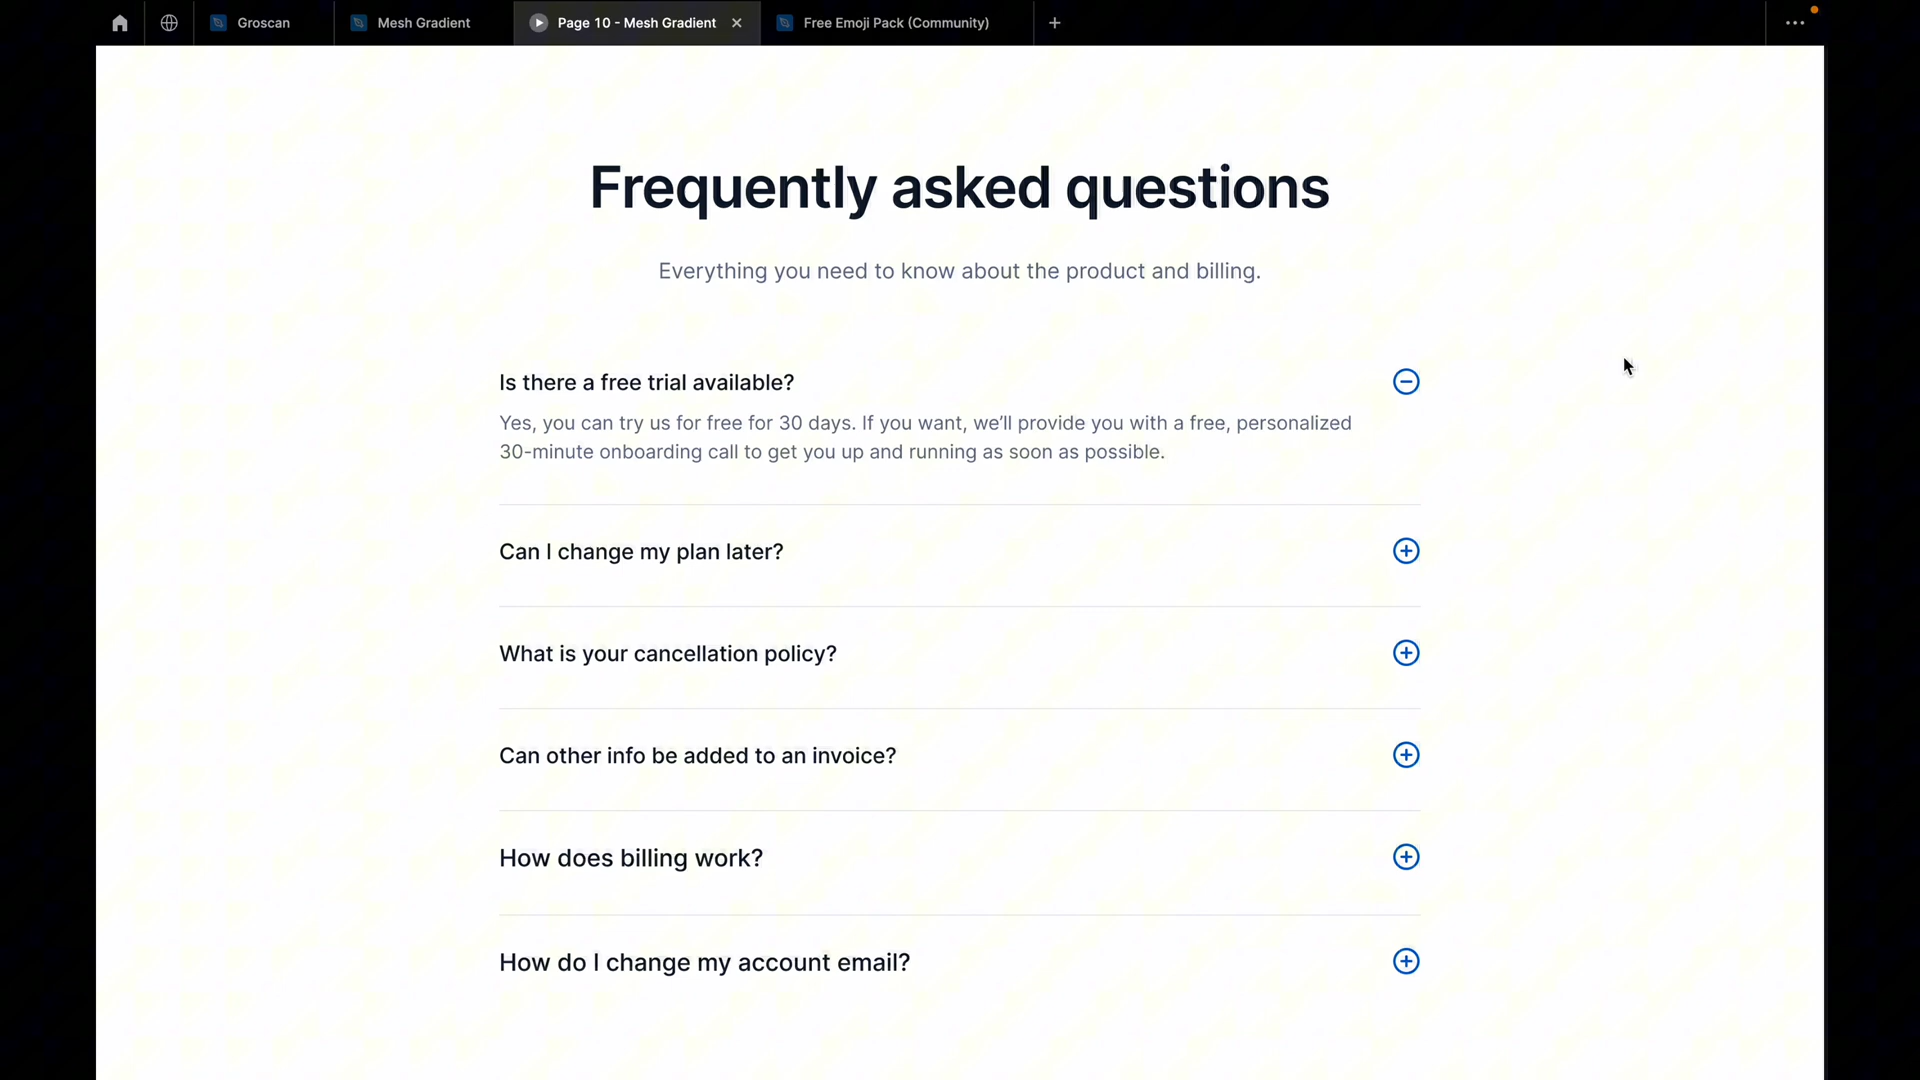 Groscan
Mesh Gradient
Page 10 - Mesh Gradient
Free Emoji Pack (Community)
Frequently asked questions
Everything you need to know about the product and billing.
Is there a free trial available?
Yes, you can try us for free for 30 days. If you want, we’ll provide you with a free, personalized
30-minute onboarding call to get you up and running as soon as possible.
Can I change my plan later?
What is your cancellation policy?
Can other info be added to an invoice?
How does billing work?
How do I change my account email?